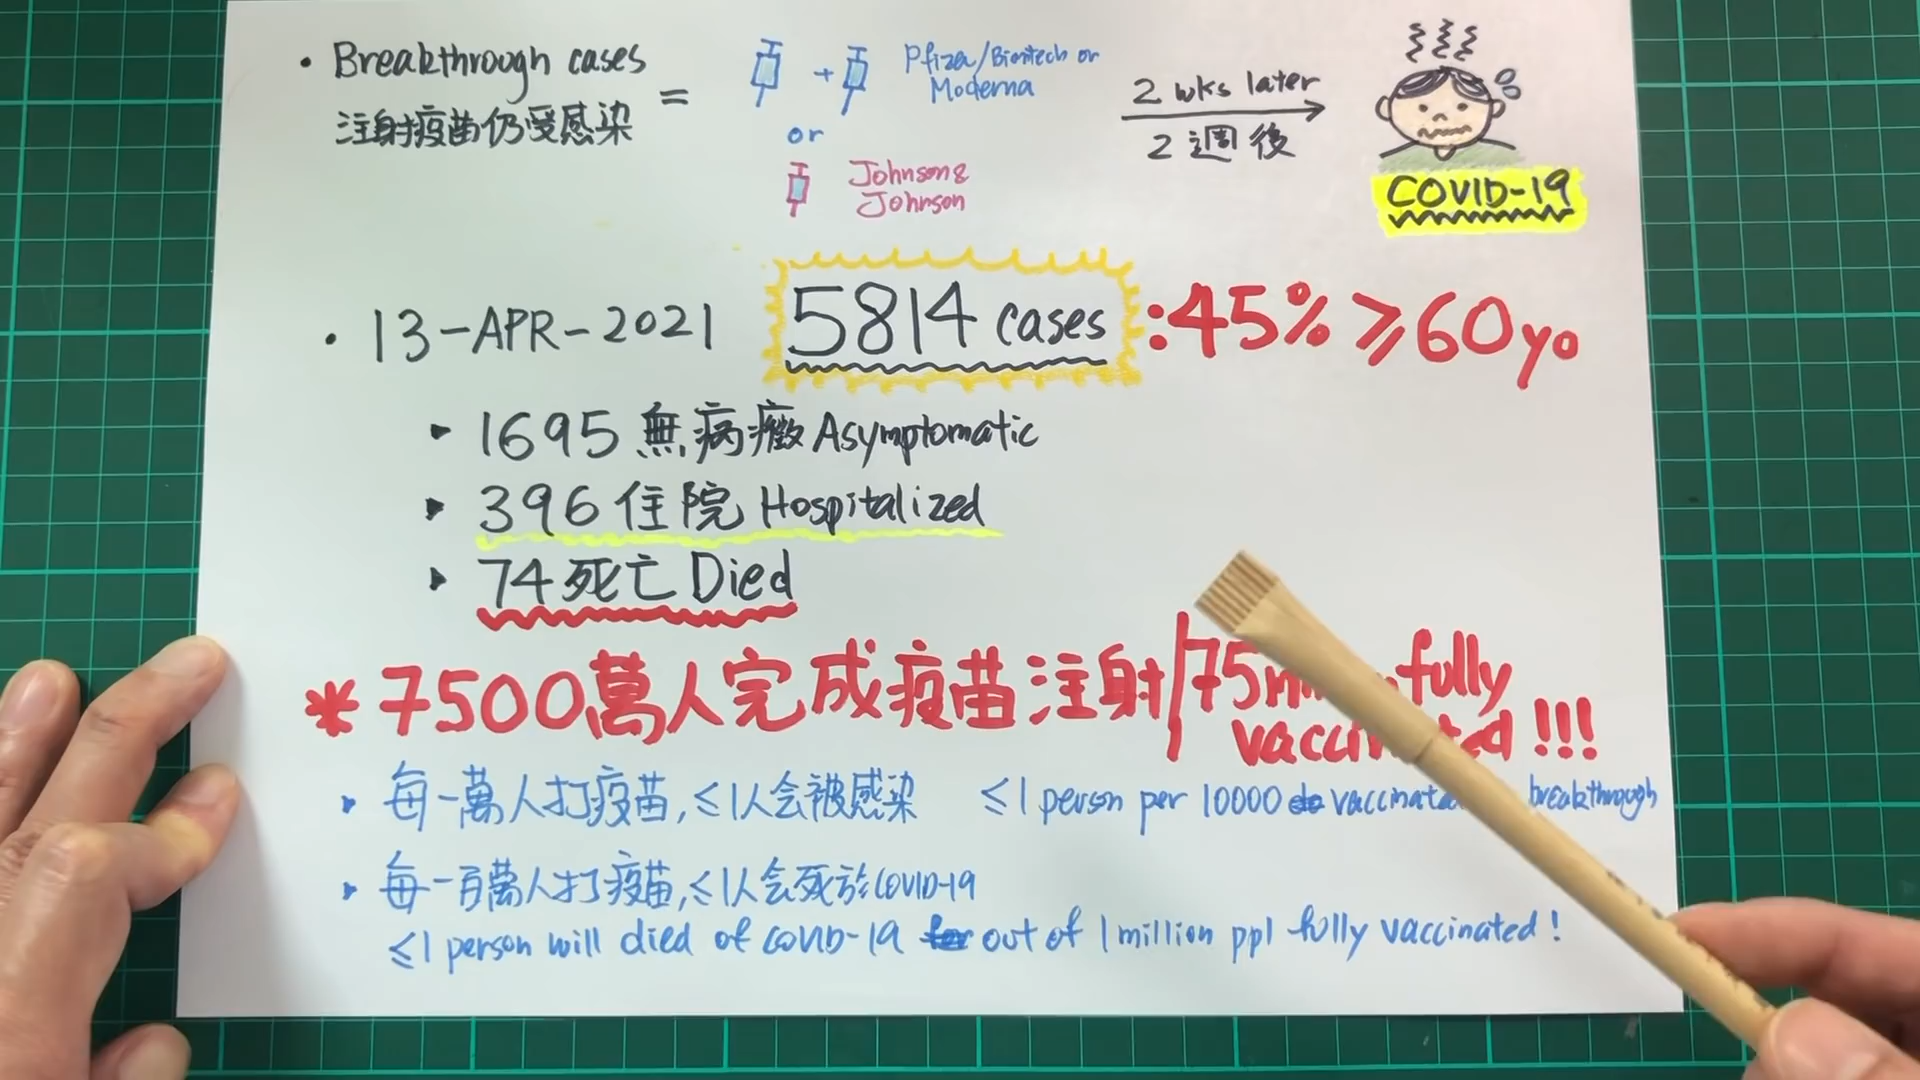 • Breakthrough cases
注射疫苗仍受感染
=
+
Pfizer/Biontech or
Moderna
or
Johnson &
Johnson
2 wks later
2 週後
COVID-19
• 13-APR-2021 5814 cases :45% ≥60yo
▸ 1695 無病癥 Asymptomatic
▸ 396 住院 Hospitalized
▸ 74 死亡 Died
* 7500萬人完成疫苗注射/75 fully
!!!
▸ 每一萬人打疫苗, ≤1人会被感染 ≤1 person per 10000 breakthrough
▸ 每一百萬人打疫苗, ≤1人会死於COVID-19
≤1 person will died of COVID-19 out of 1 million ppl fully vaccinated!